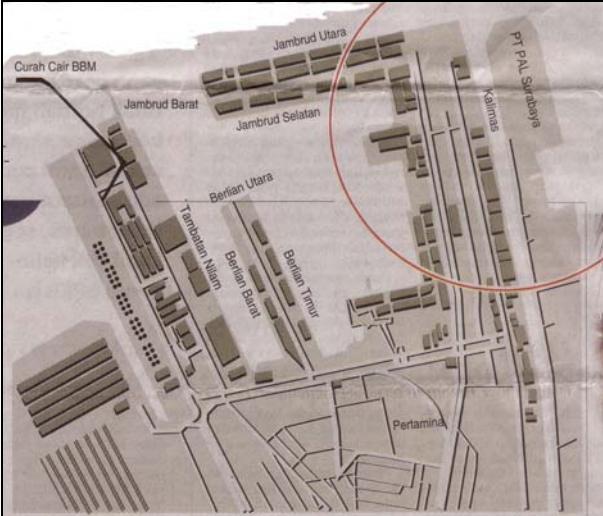 Jambrud Utara
Curah Cair BBM
PT PAL Surabaya
Jambrud Barat
Jambrud Selatan
Kalimas
Berlian Utara
Tambatan Nilam
Berlian Barat
Berlian Timur
Pertamina